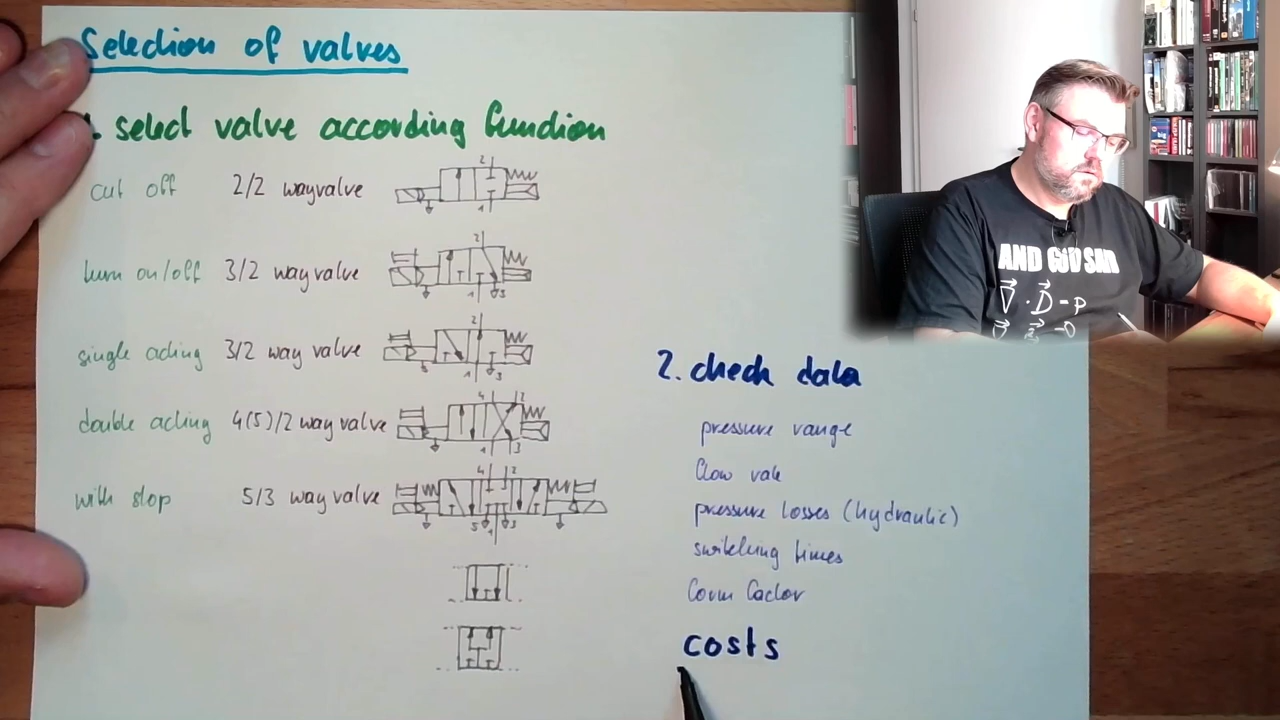 Selection of valves
1. select valve according function
cut off 2/2 wayvalve
turn on/off 3/2 wayvalve
single acting 3/2 way valve
double acting 4(5)/2 way valve
with stop 5/3 way valve
2. check data
pressure range
flow rate
pressure losses (hydraulic)
switching times
form factor
costs
AND GOD SAID
∇⃗ · D⃗ = ρ